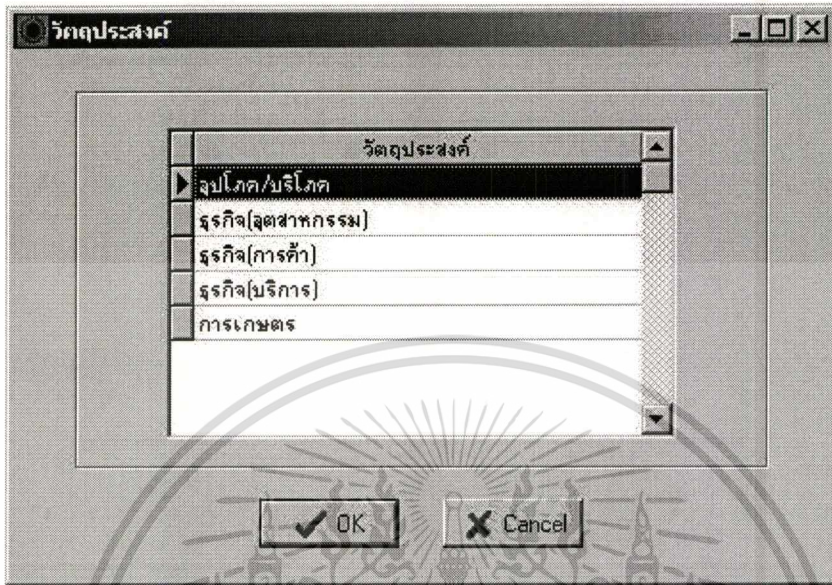 วัตถุประสงค์
วัตถุประสงค์
อุปโภค/บริโภค
ธุรกิจ(อุตสาหกรรม)
ธุรกิจ(การค้า)
ธุรกิจ(บริการ)
การเกษตร
OK Cancel